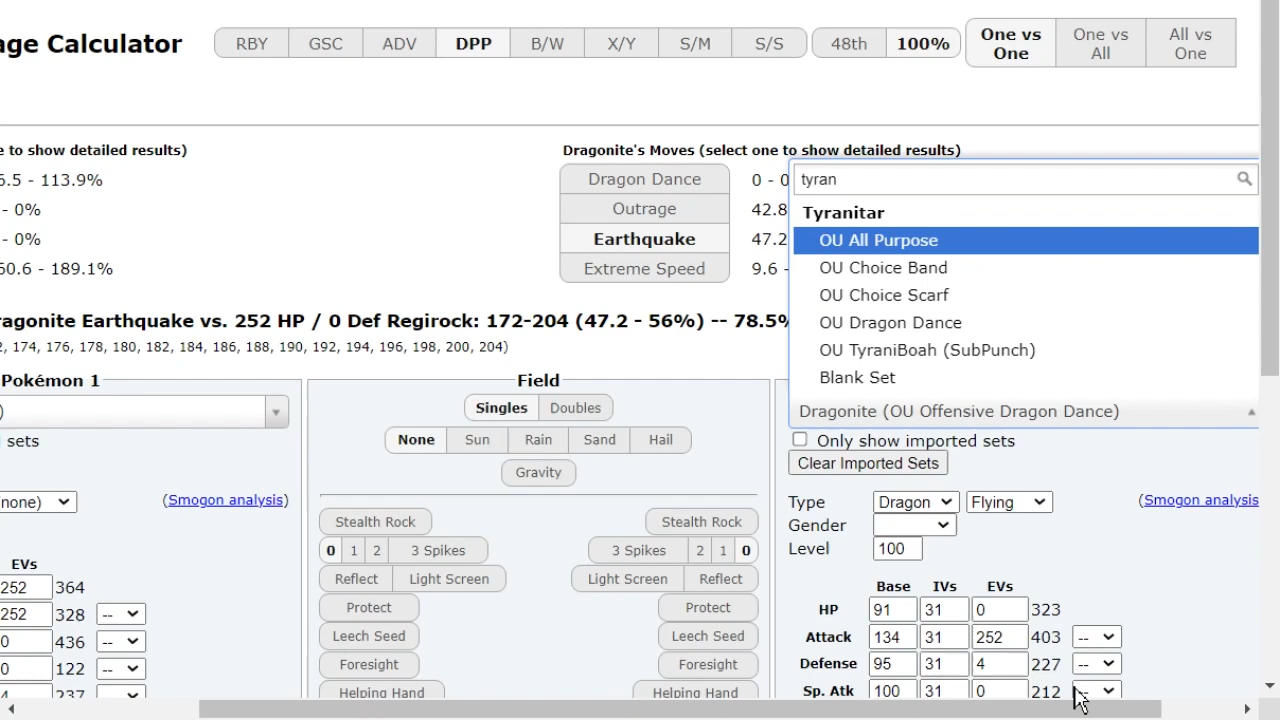 age Calculator
RBY GSC ADV DPP B/W X/Y S/M S/S 48th 100% One vs One One vs All All vs One
e to show detailed results)
6.5 - 113.9%
- 0%
- 0%
60.6 - 189.1%
Dragonite's Moves (select one to show detailed results)
Dragon Dance 0 - 0
Outrage 42.8
Earthquake 47.2
Extreme Speed 9.6 -
tyran
Tyranitar
OU All Purpose
OU Choice Band
OU Choice Scarf
OU Dragon Dance
OU TyraniBoah (SubPunch)
Blank Set
Dragonite (OU Offensive Dragon Dance)
ragonite Earthquake vs. 252 HP / 0 Def Regirock: 172-204 (47.2 - 56%) -- 78.5%
2, 174, 176, 178, 180, 182, 184, 186, 188, 190, 192, 194, 196, 198, 200, 204)
Pokémon 1
)
sets
none) (Smogon analysis)
EVs
252 364
252 328 --
0 436 --
0 122 --
4 237 --
Field
Singles Doubles
None Sun Rain Sand Hail
Gravity
Stealth Rock Stealth Rock
0 1 2 3 Spikes 3 Spikes 2 1 0
Reflect Light Screen Light Screen Reflect
Protect Protect
Leech Seed Leech Seed
Foresight Foresight
Helping Hand Helping Hand
Only show imported sets
Clear Imported Sets
Type Dragon Flying (Smogon analysis
Gender
Level 100
Base IVs EVs
HP 91 31 0 323
Attack 134 31 252 403 --
Defense 95 31 4 227 --
Sp. Atk 100 31 0 212 --